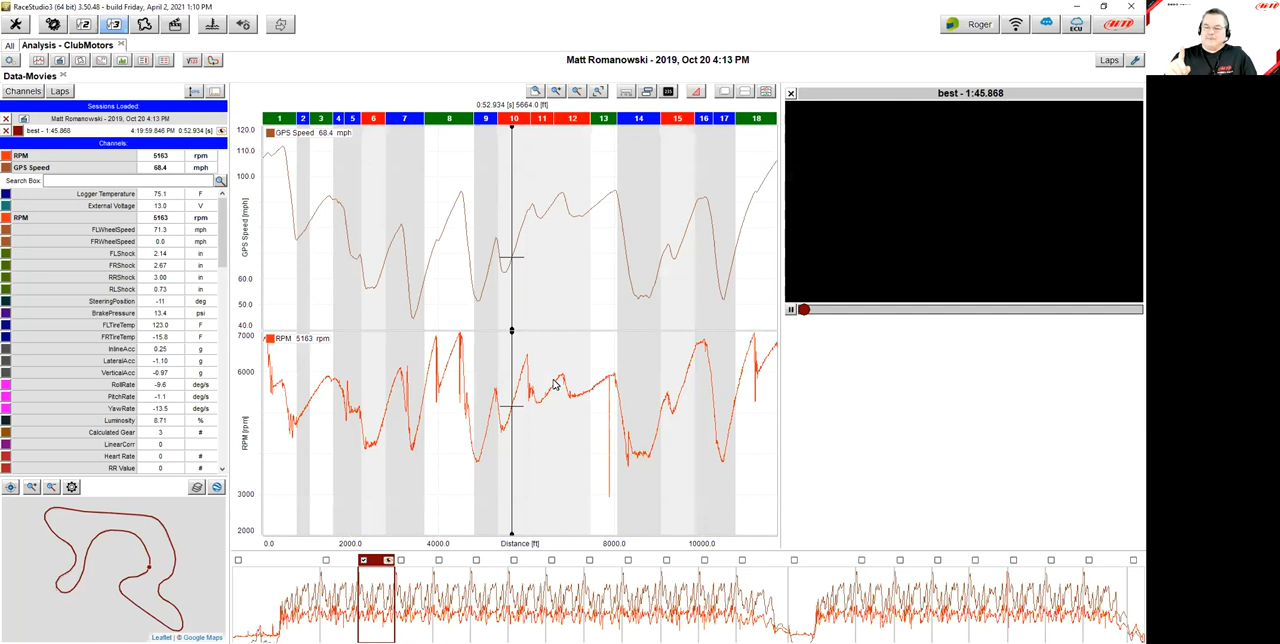 RaceStudio3 (64 bit) 3.50.48 - build Friday, April 2, 2021 1:10 PM
Roger
ECU
All
Analysis - ClubMotors
Matt Romanowski - 2019, Oct 20 4:13 PM
Laps
Data-Movies
Channels
Laps
Sessions Loaded:
Matt Romanowski - 2019, Oct 20 4:13 PM
best - 1:45.868 4:19:59.846 PM 0:52.934 [s]
Channels:
RPM 5163 rpm
GPS Speed 68.4 mph
Search Box:
Logger Temperature 75.1 F
External Voltage 13.0 V
RPM 5163 rpm
FLWheelSpeed 71.3 mph
FRWheelSpeed 0.0 mph
FLShock 2.14 in
FRShock 2.67 in
RRShock 3.00 in
RLShock 0.73 in
SteeringPosition -11 deg
BrakePressure 13.4 psi
FLTireTemp 123.0 F
FRTireTemp -15.8 F
InlineAcc 0.25 g
LateralAcc -1.10 g
VerticalAcc -0.97 g
RollRate -9.6 deg/s
PitchRate -1.1 deg/s
YawRate -13.5 deg/s
Luminosity 8.71 %
Calculated Gear 3 #
LinearCorr 0
Heart Rate 0 #
RR Value 0 #
Leaflet | © Google Maps
0:52.934 [s] 5664.0 [ft]
1 2 3 4 5 6 7 8 9 10 11 12 13 14 15 16 17 18
GPS Speed 68.4 mph
120.0
110.0
100.0
60.0
50.0
40.0
GPS Speed [mph]
RPM 5163 rpm
7000
6000
3000
2000
RPM [rpm]
0.0 2000.0 4000.0 Distance [ft] 8000.0 10000.0
best - 1:45.868